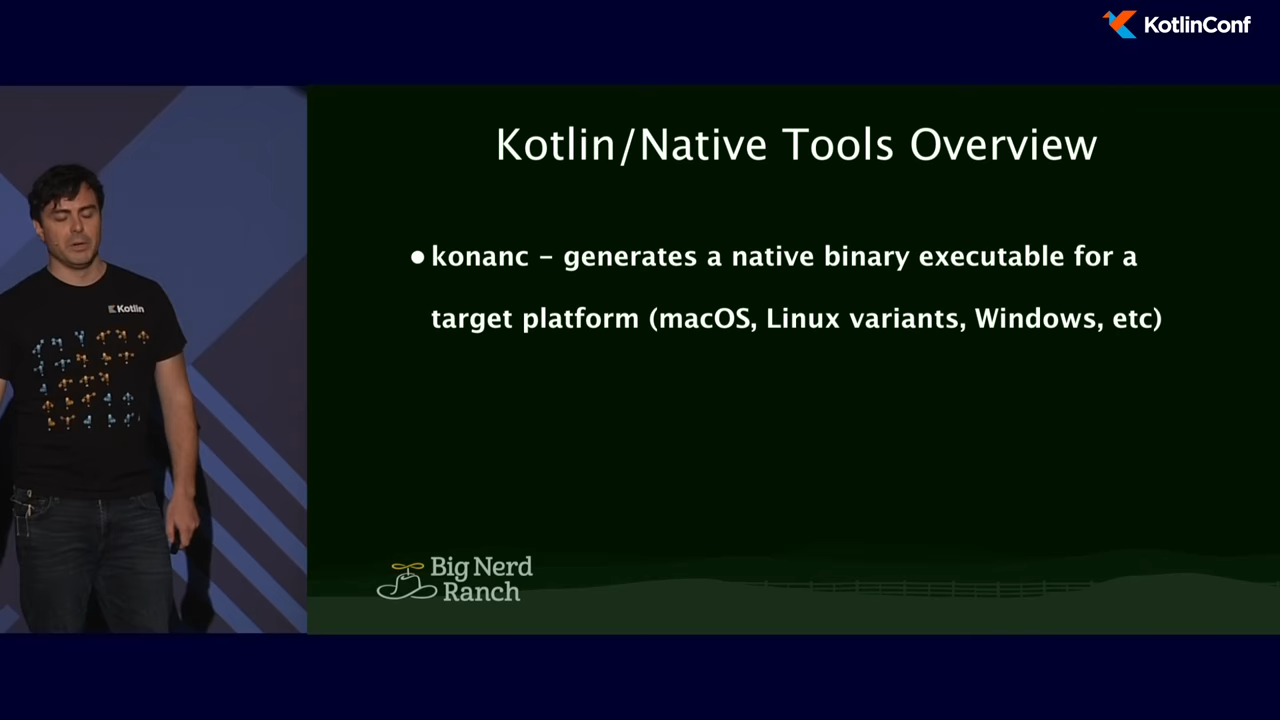 KotlinConf
Kotlin/Native Tools Overview
● konanc – generates a native binary executable for a
target platform (macOS, Linux variants, Windows, etc)
Kotlin
Big Nerd
Ranch